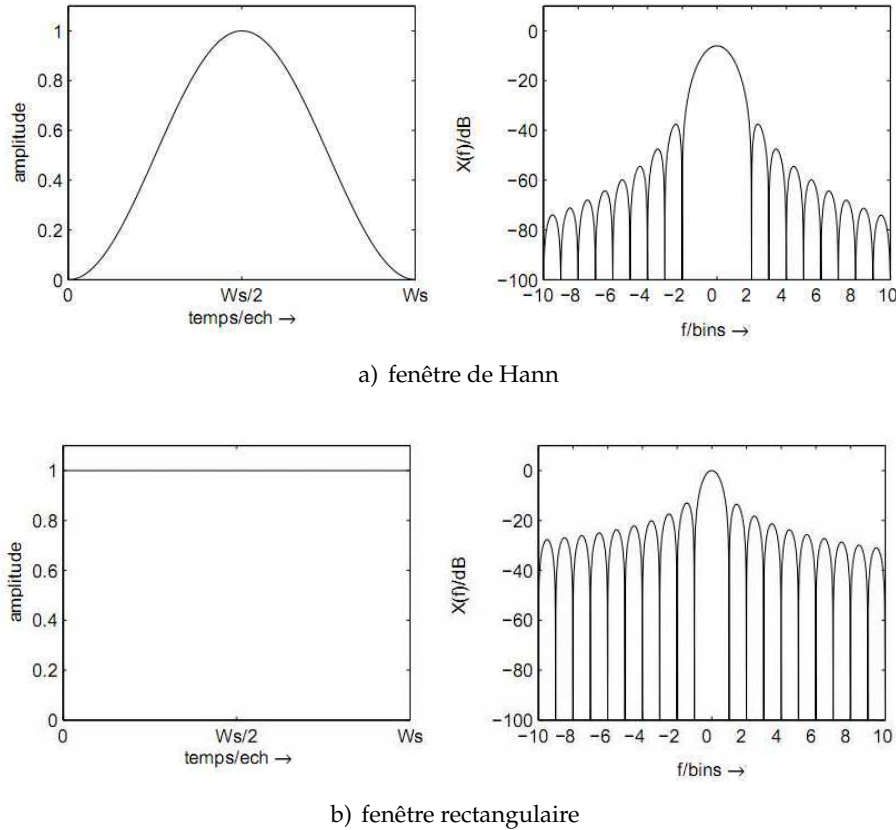 1
0.8
0.6
0.4
0.2
0
amplitude
0 Ws/2 Ws
temps/ech →
0
−20
−40
−60
−80
−100
X(f)/dB
−10 −8 −6 −4 −2 0 2 4 6 8 10
f/bins →
a) fenêtre de Hann
1
0.8
0.6
0.4
0.2
0
amplitude
0 Ws/2 Ws
temps/ech →
0
−20
−40
−60
−80
−100
X(f)/dB
−10 −8 −6 −4 −2 0 2 4 6 8 10
f/bins →
b) fenêtre rectangulaire